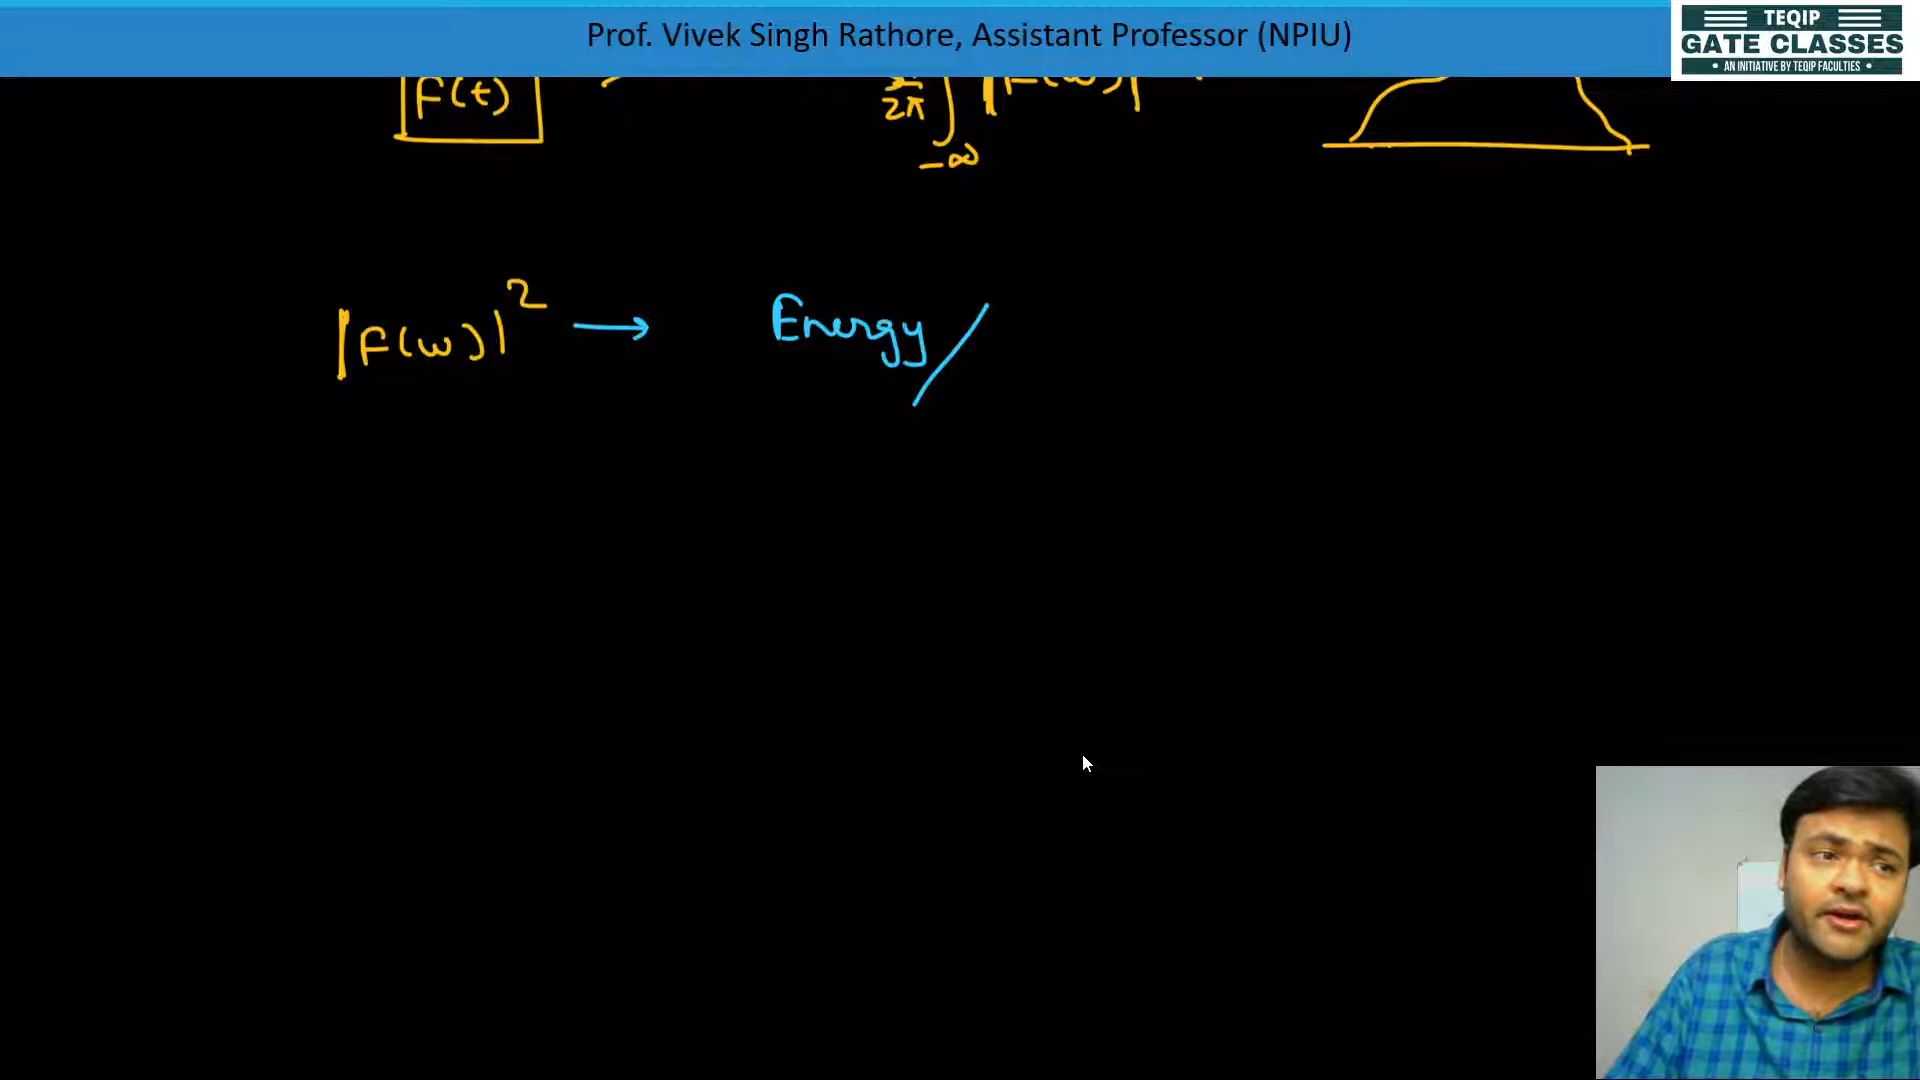 Prof. Vivek Singh Rathore, Assistant Professor (NPIU)
TEQIP
GATE CLASSES
• AN INITIATIVE BY TEQIP FACULTIES •
F(t)
2π ∫ |F(ω)|
-∞
|F(ω)|² → Energy /